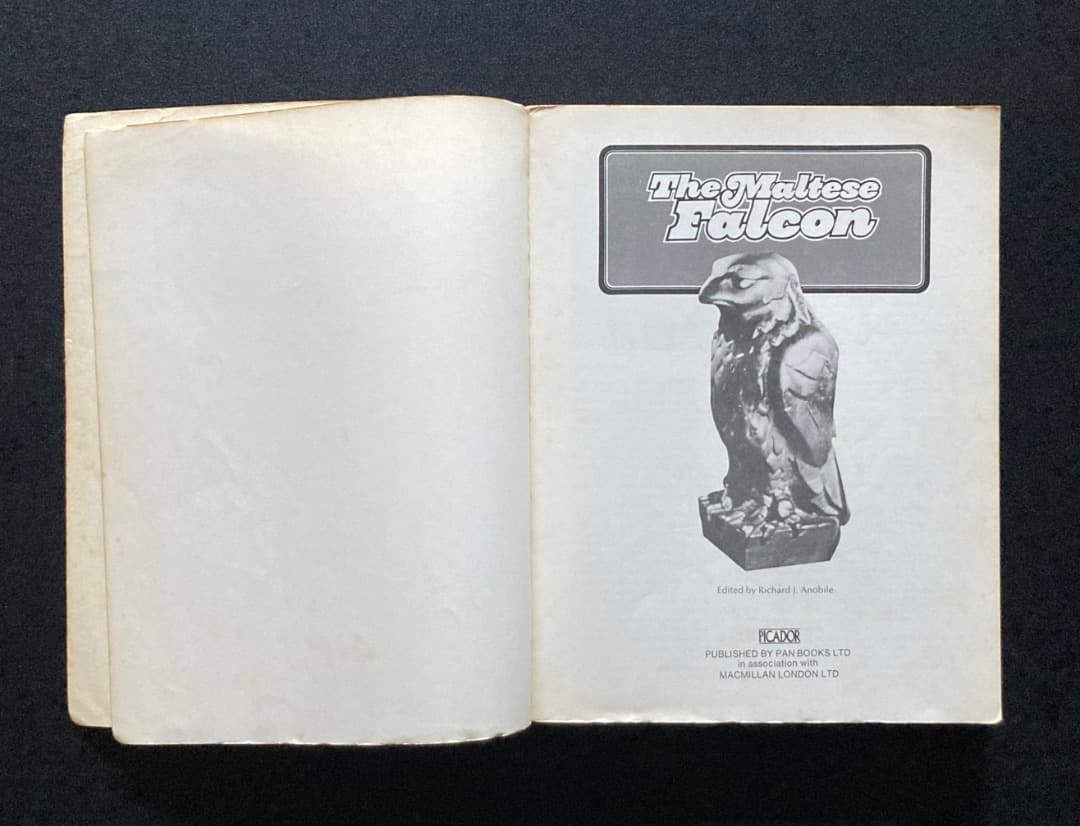 The Maltese
Falcon
Edited by Richard J. Anobile
PICADOR
PUBLISHED BY PAN BOOKS LTD
in association with
MACMILLAN LONDON LTD